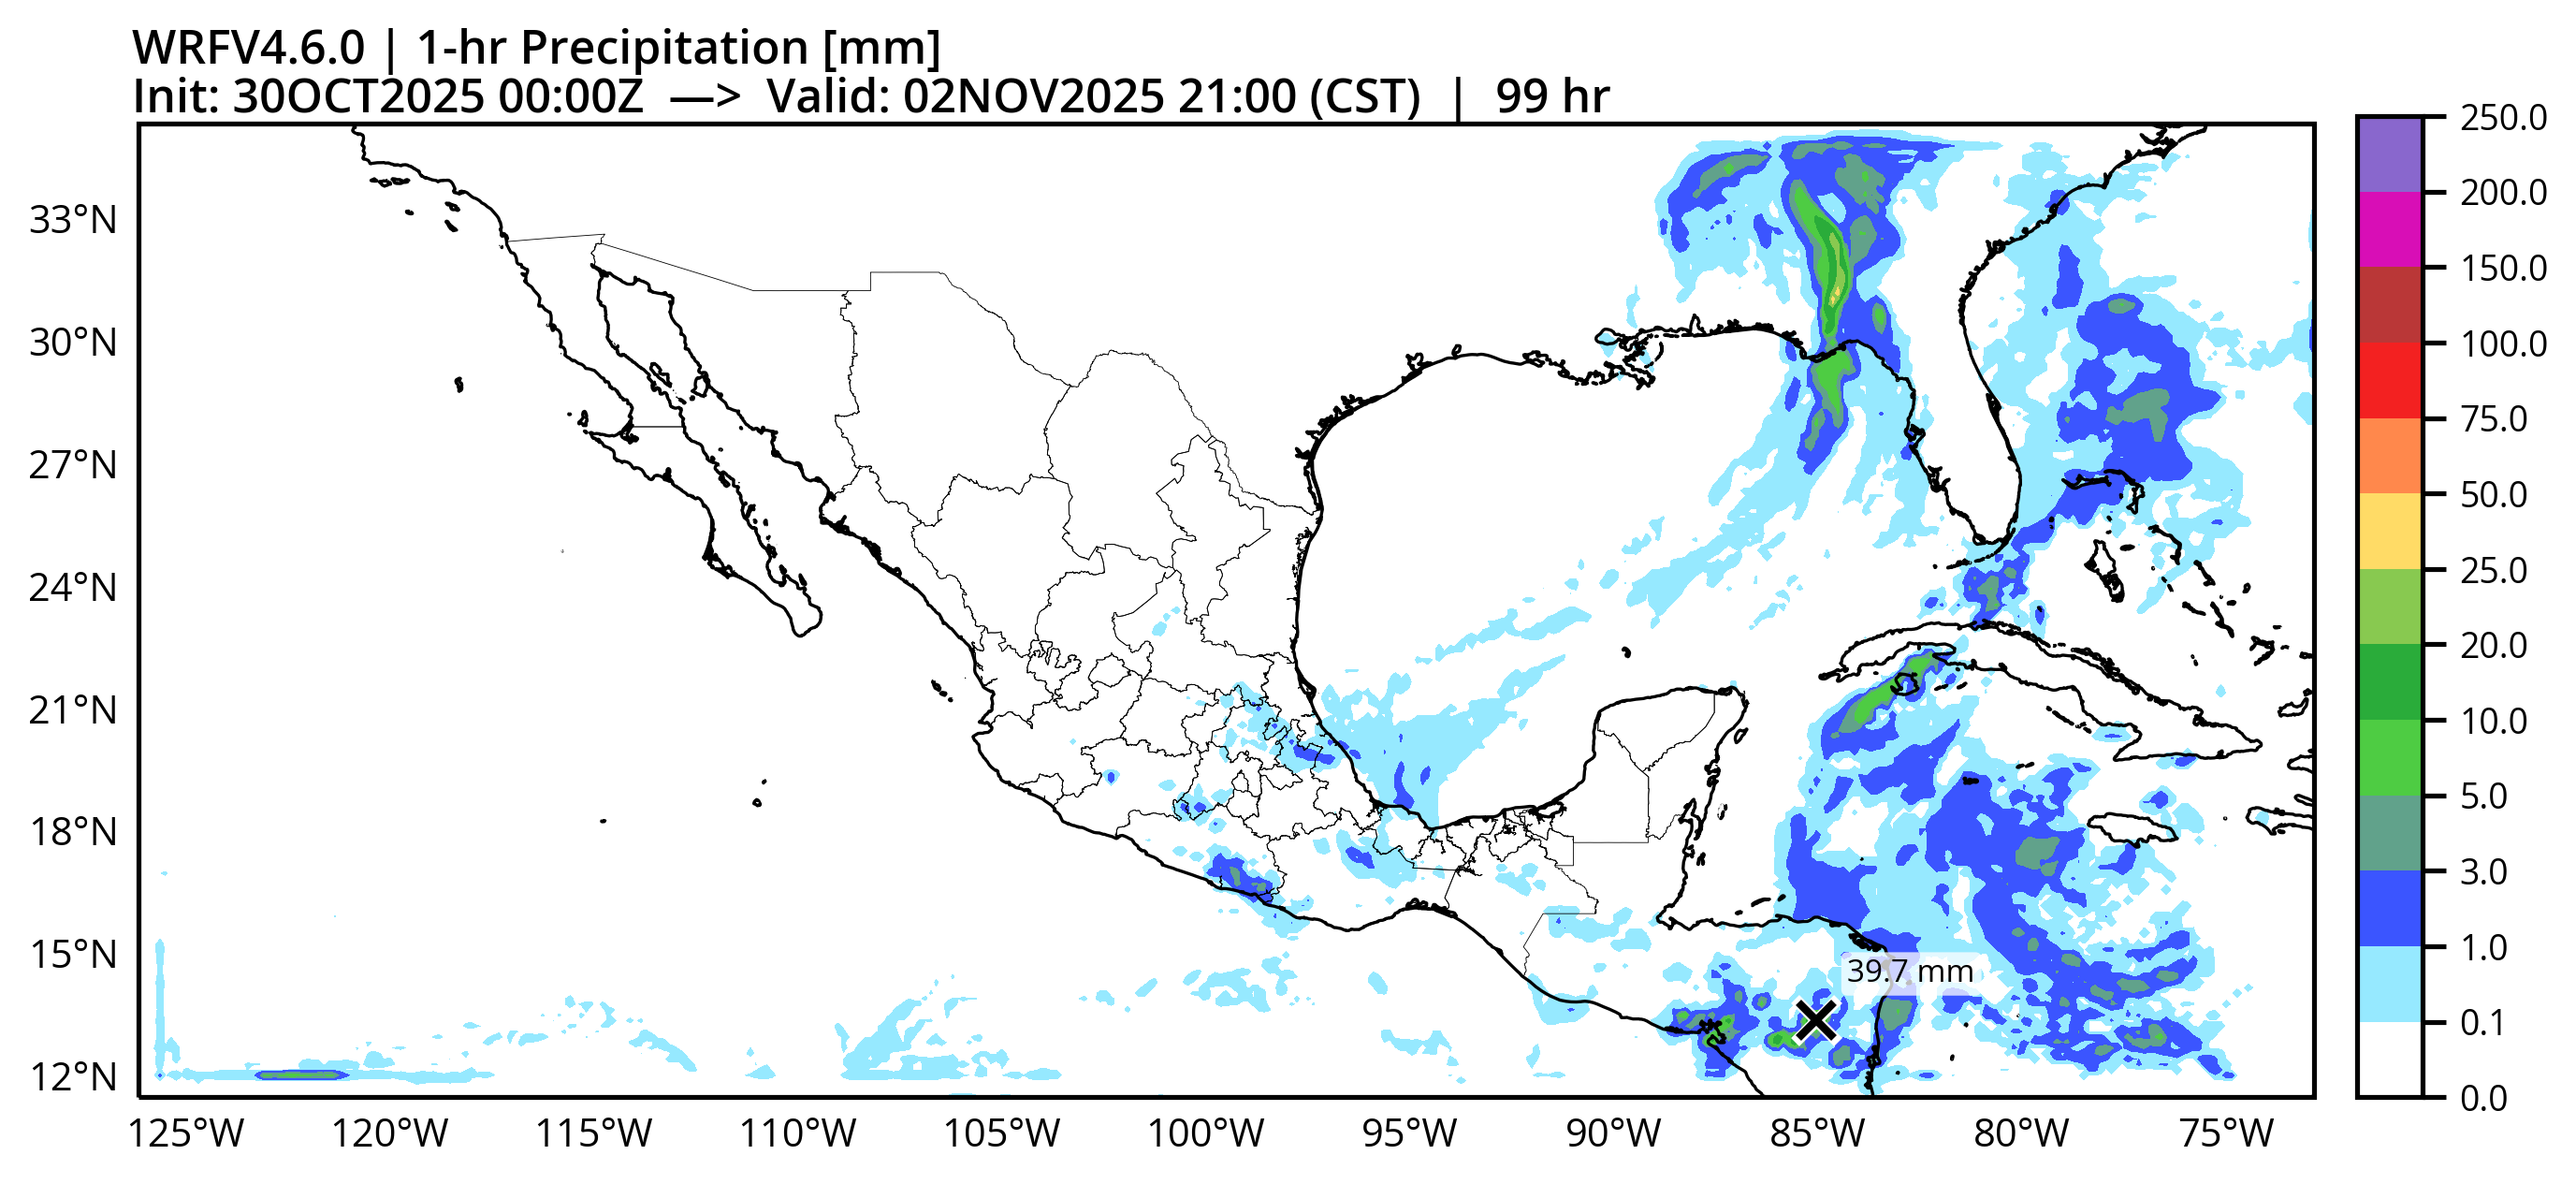 WRFV4.6.0 | 1-hr Precipitation [mm]
Init: 30OCT2025 00:00Z —> Valid: 02NOV2025 21:00 (CST) | 99 hr
33°N
30°N
27°N
24°N
21°N
18°N
15°N
12°N
125°W 120°W 115°W 110°W 105°W 100°W 95°W 90°W 85°W 80°W 75°W
39.7 mm
250.0
200.0
150.0
100.0
75.0
50.0
25.0
20.0
10.0
5.0
3.0
1.0
0.1
0.0